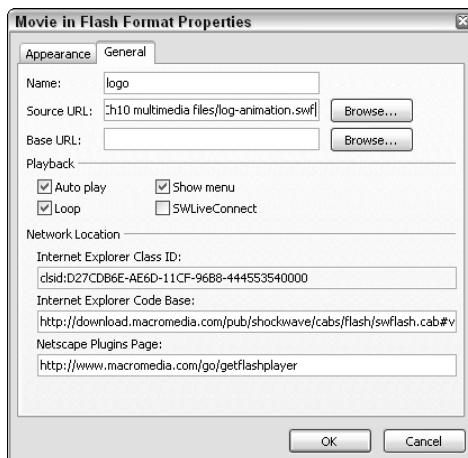 Movie in Flash Format Properties
Appearance General
Name: logo
Source URL: Ch10 multimedia files/log-animation.swf Browse...
Base URL: Browse...
Playback
Auto play Show menu
Loop SWLiveConnect
Network Location
Internet Explorer Class ID:
clsid:D27CDB6E-AE6D-11CF-96B8-444553540000
Internet Explorer Code Base:
http://download.macromedia.com/pub/shockwave/cabs/flash/swflash.cab#v
Netscape Plugins Page:
http://www.macromedia.com/go/getflashplayer
OK Cancel